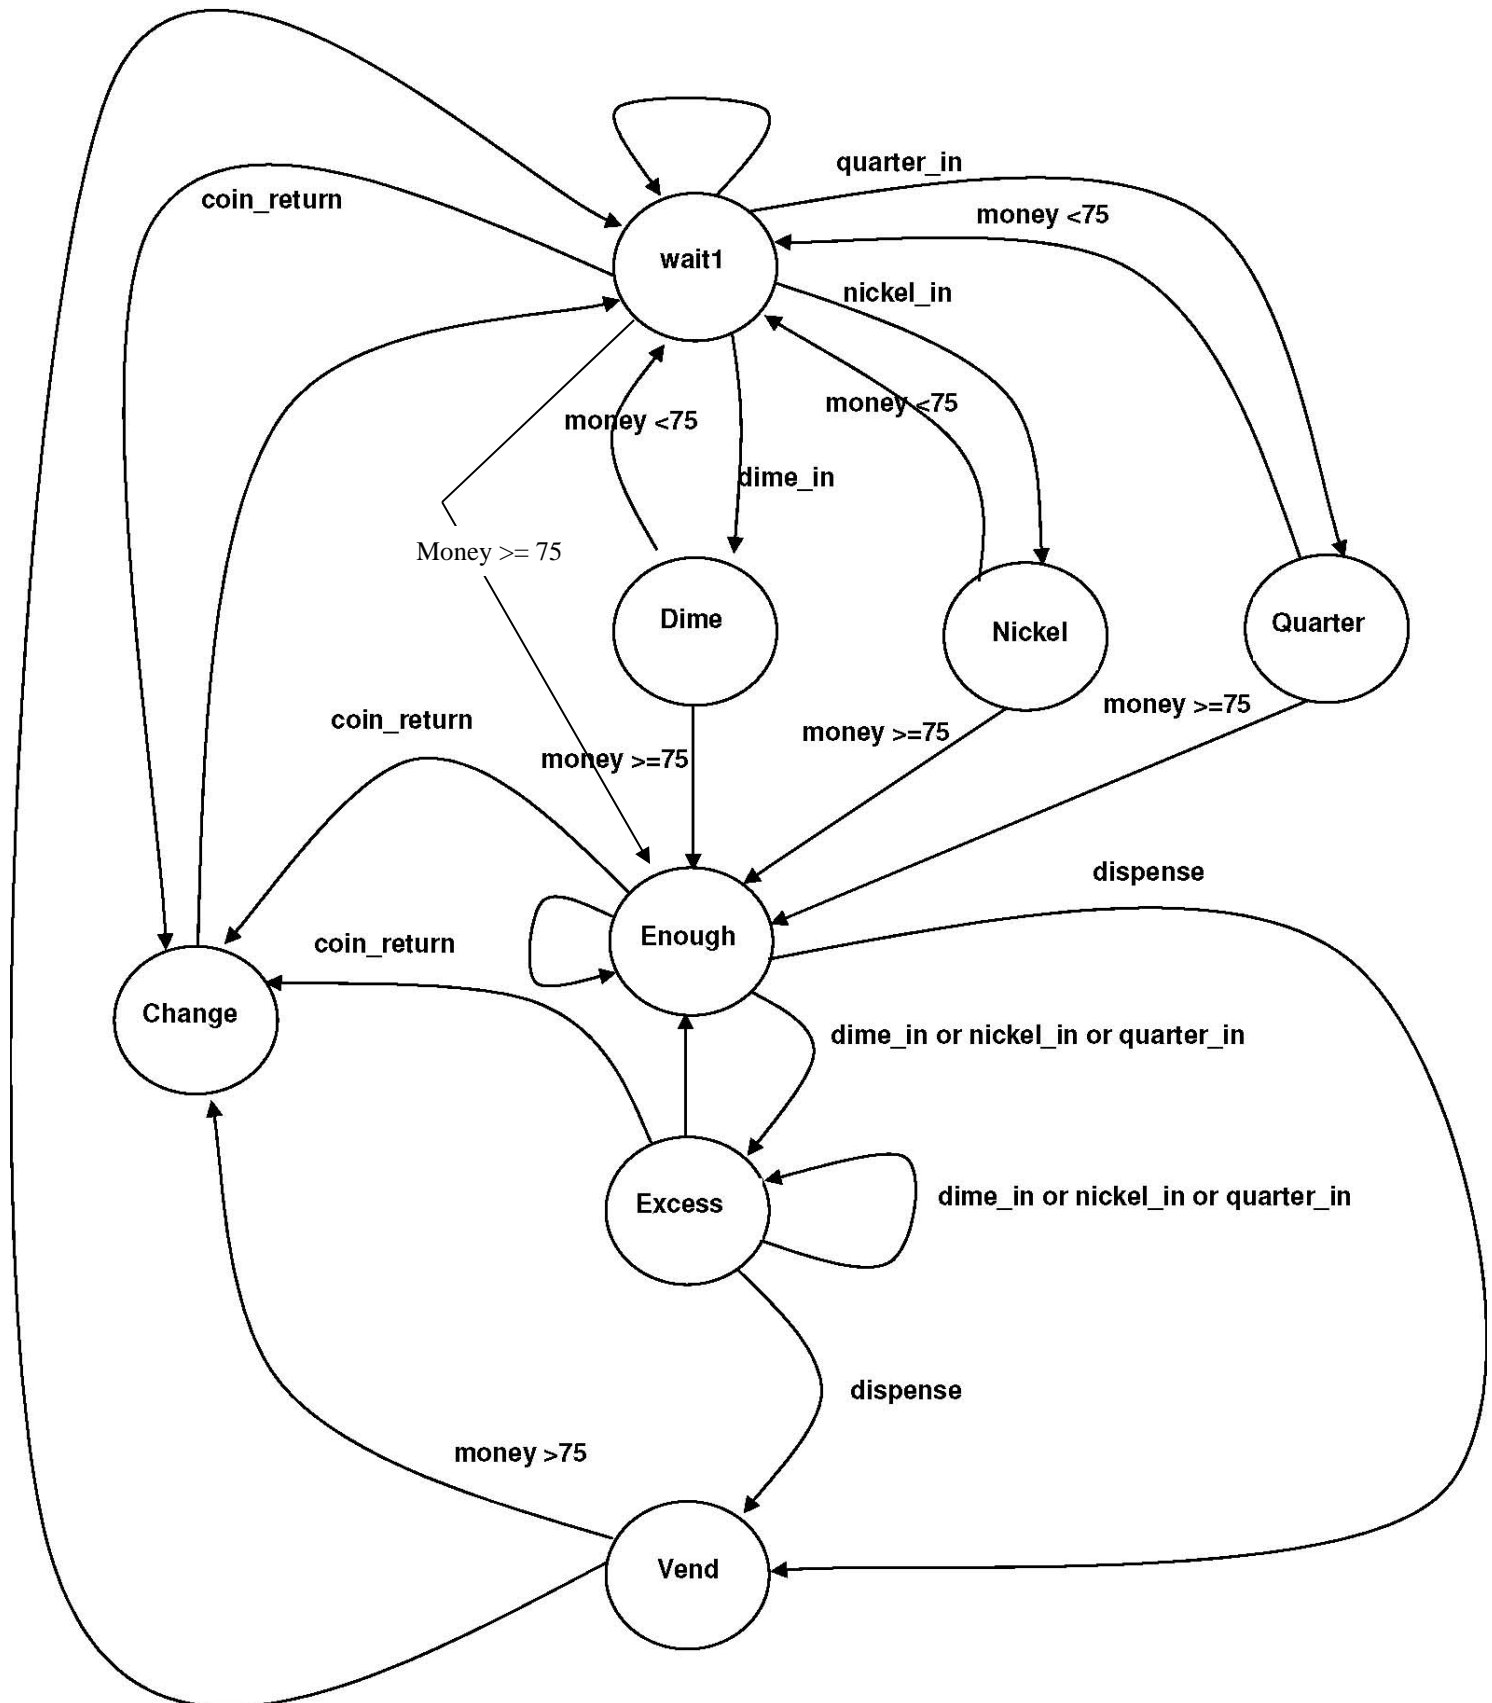 quarter_in
coin_return
money <75
wait1
nickel_in
money <75
money <75
dime_in
Money >= 75
Dime
Nickel
Quarter
money >=75
coin_return
money >=75
money >=75
dispense
Enough
coin_return
Change
dime_in or nickel_in or quarter_in
Excess
dime_in or nickel_in or quarter_in
dispense
money >75
Vend